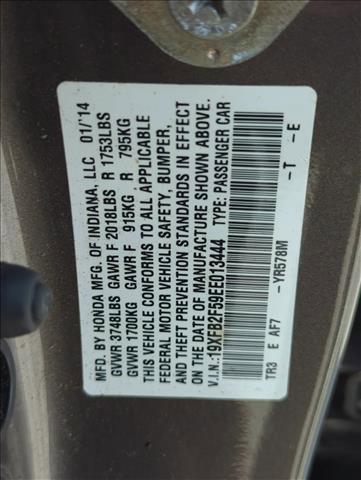 MFD. BY HONDA MFG. OF INDIANA, LLC 01/'14
GVWR 3748LBS GAWR F 2018LBS R 1753LBS
GVWR 1700KG GAWR F 915KG R 795KG
THIS VEHICLE CONFORMS TO ALL APPLICABLE
FEDERAL MOTOR VEHICLE SAFETY, BUMPER,
AND THEFT PREVENTION STANDARDS IN EFFECT
ON THE DATE OF MANUFACTURE SHOWN ABOVE.
V.I.N.:19XFB2F59EE013444 TYPE: PASSENGER CAR
TR3 E AF7 -YR578M -T -E